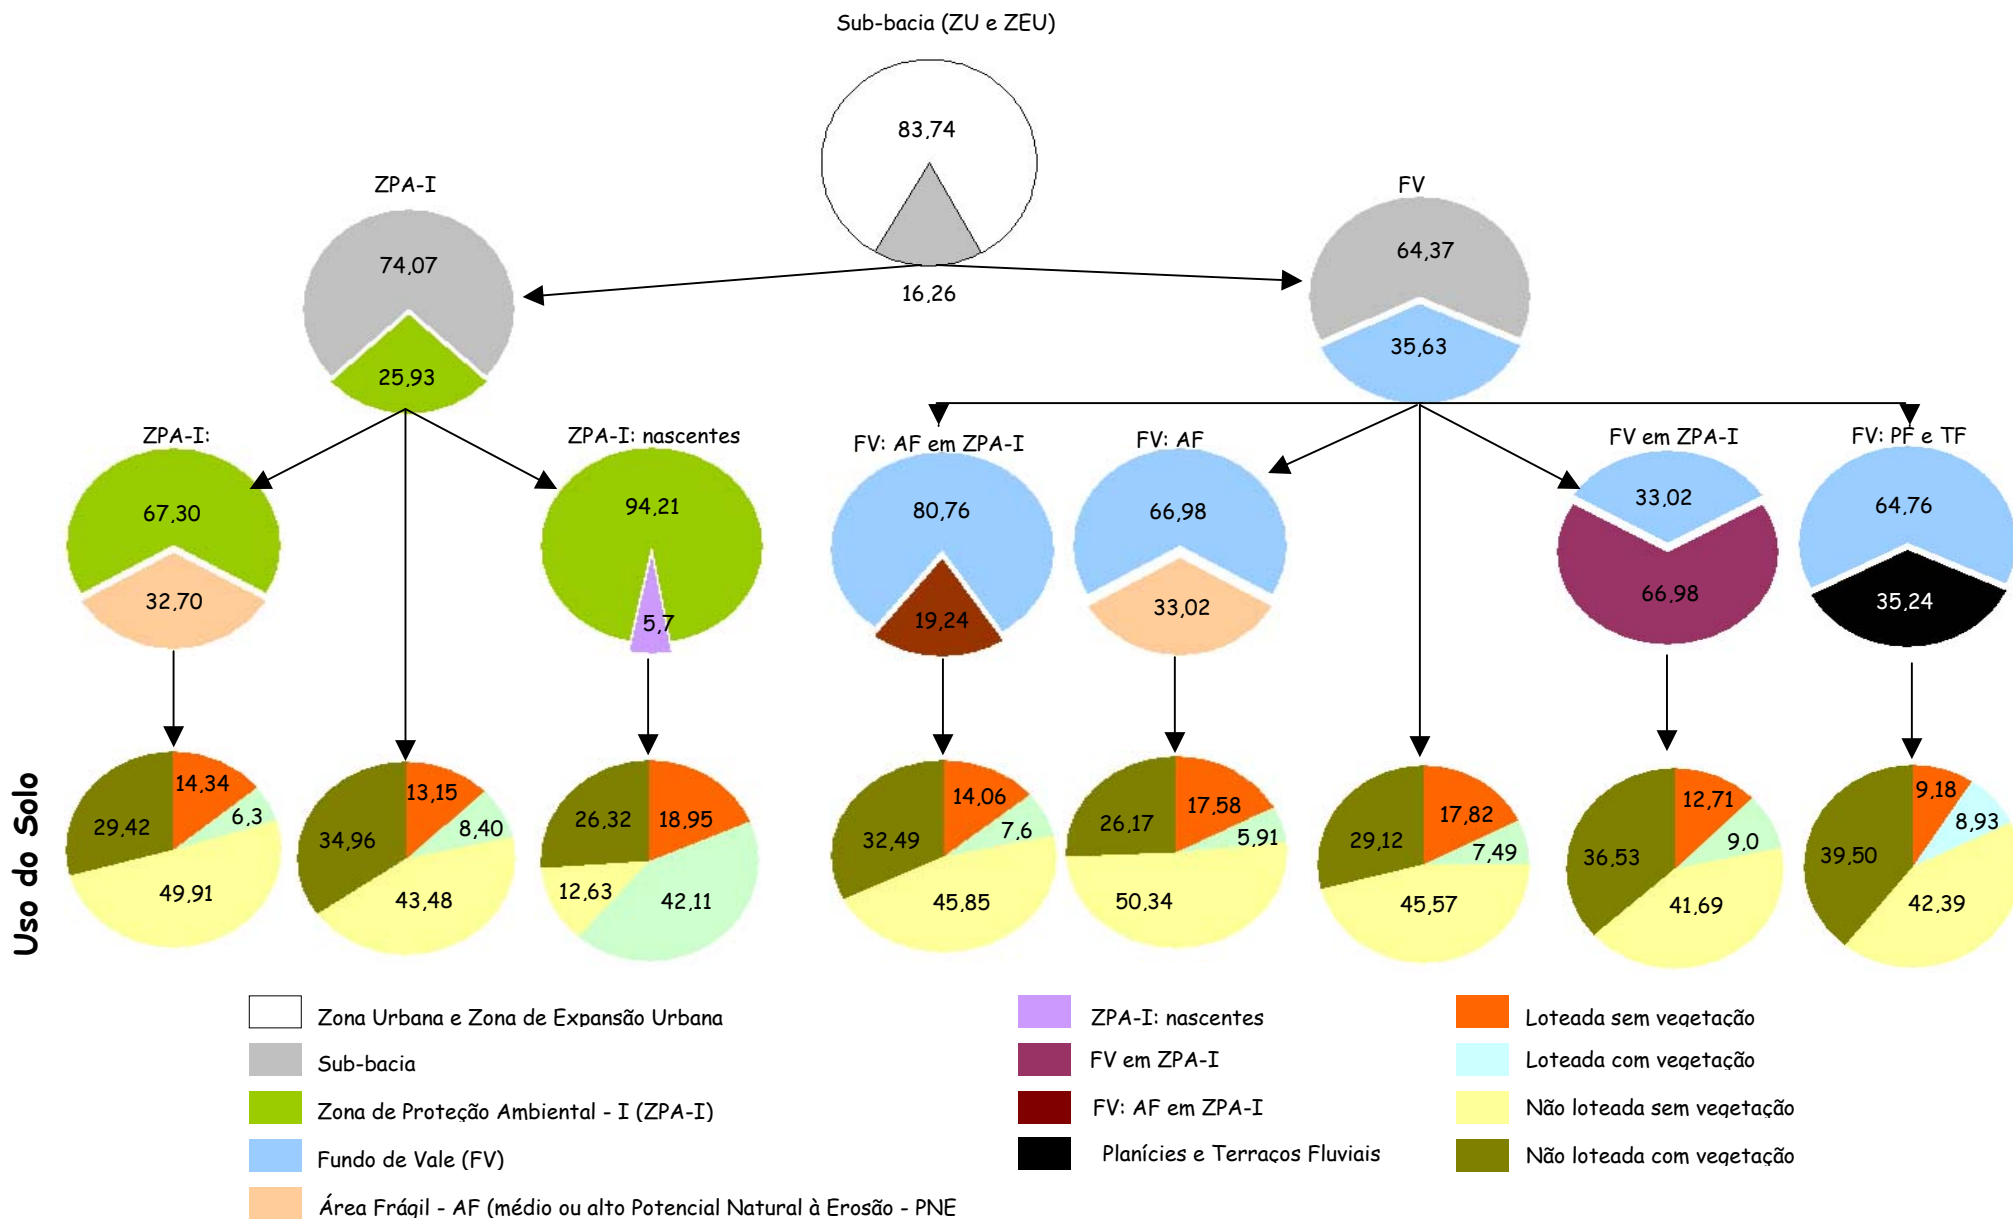 Sub-bacia (ZU e ZEU)
83,74
16,26
ZPA-I
74,07
25,93
FV
64,37
35,63
ZPA-I:
67,30
32,70
ZPA-I: nascentes
94,21
5,7
FV: AF em ZPA-I
80,76
19,24
FV: AF
66,98
33,02
FV em ZPA-I
33,02
66,98
FV: PF e TF
64,76
35,24
Uso do Solo
14,34
6,3
49,91
29,42
13,15
8,40
43,48
34,96
18,95
42,11
12,63
26,32
14,06
7,6
45,85
32,49
17,58
5,91
50,34
26,17
17,82
7,49
45,57
29,12
12,71
9,0
41,69
36,53
9,18
8,93
42,39
39,50
Zona Urbana e Zona de Expansão Urbana
Sub-bacia
Zona de Proteção Ambiental - I (ZPA-I)
Fundo de Vale (FV)
Área Frágil - AF (médio ou alto Potencial Natural à Erosão - PNE
ZPA-I: nascentes
FV em ZPA-I
FV: AF em ZPA-I
Planícies e Terraços Fluviais
Loteada sem vegetação
Loteada com vegetação
Não loteada sem vegetação
Não loteada com vegetação